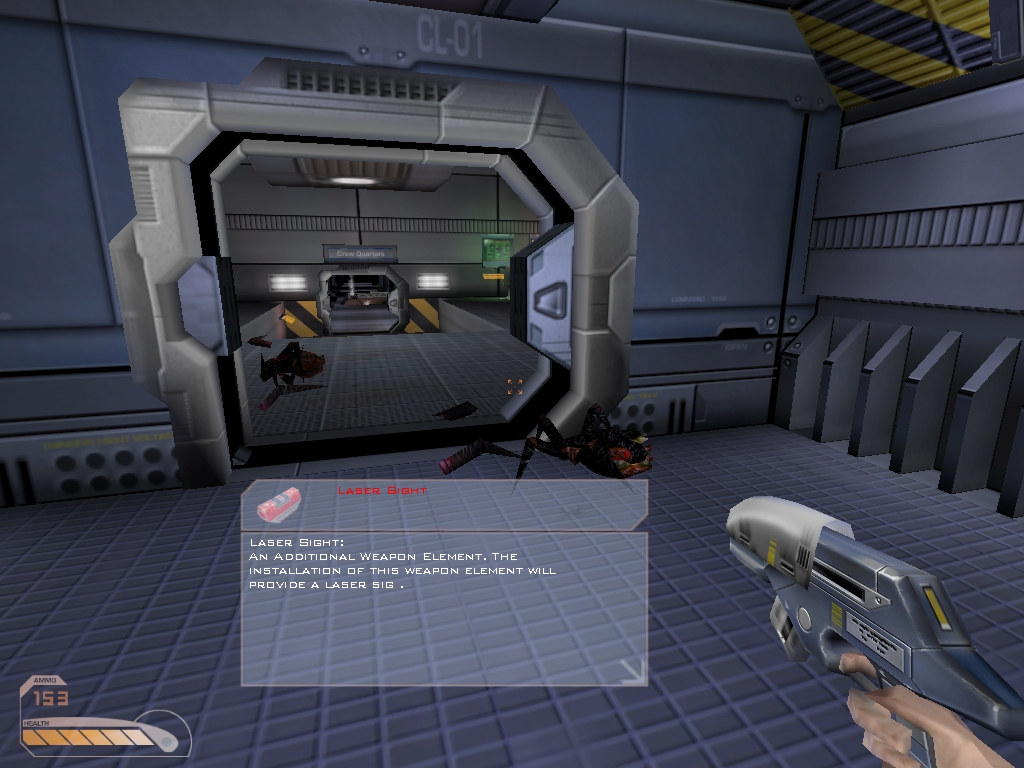 CL-01
Crew Quarters
Laser Sight
Laser Sight:
An Additional Weapon Element. The
installation of this weapon element will
provide a laser sig .
AMMO
153
HEALTH